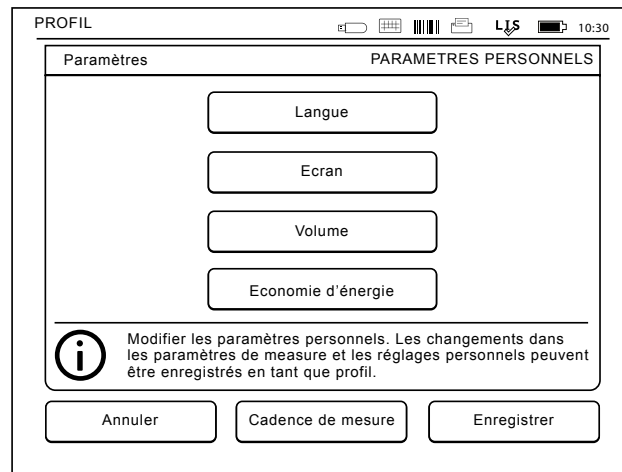 PROFIL LIS 10:30
Paramètres PARAMETRES PERSONNELS
Langue
Ecran
Volume
Economie d’énergie
Modifier les paramètres personnels. Les changements dans
les paramètres de measure et les réglages personnels peuvent
être enregistrés en tant que profil.
Annuler Cadence de mesure Enregistrer